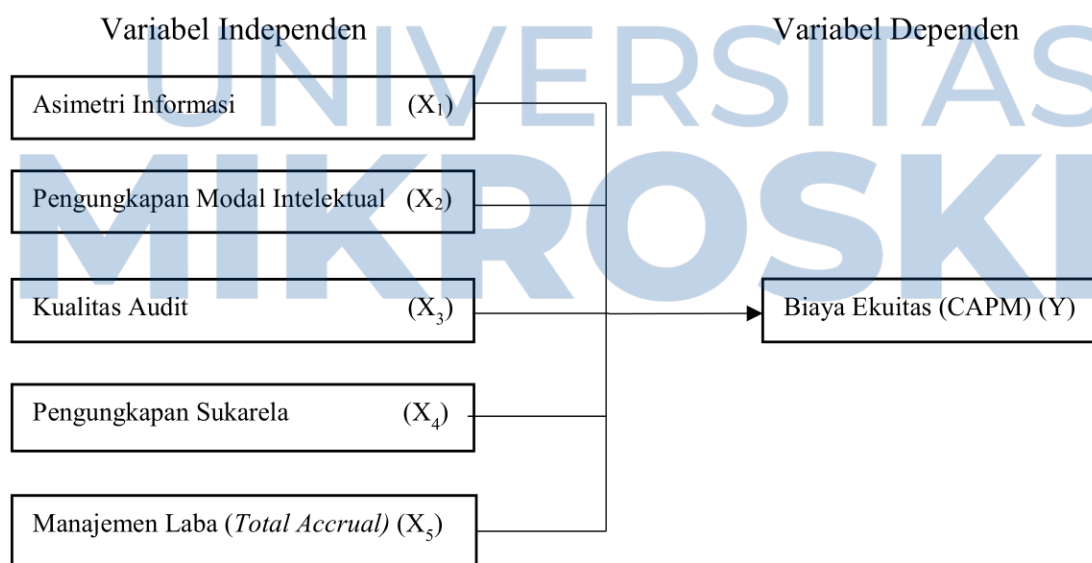 Variabel Independen
Variabel Dependen
UNIVERSITAS
MIKROSKI
Asimetri Informasi (X₁)
Pengungkapan Modal Intelektual (X₂)
Kualitas Audit (X₃)
Biaya Ekuitas (CAPM) (Y)
Pengungkapan Sukarela (X₄)
Manajemen Laba (Total Accrual) (X₅)